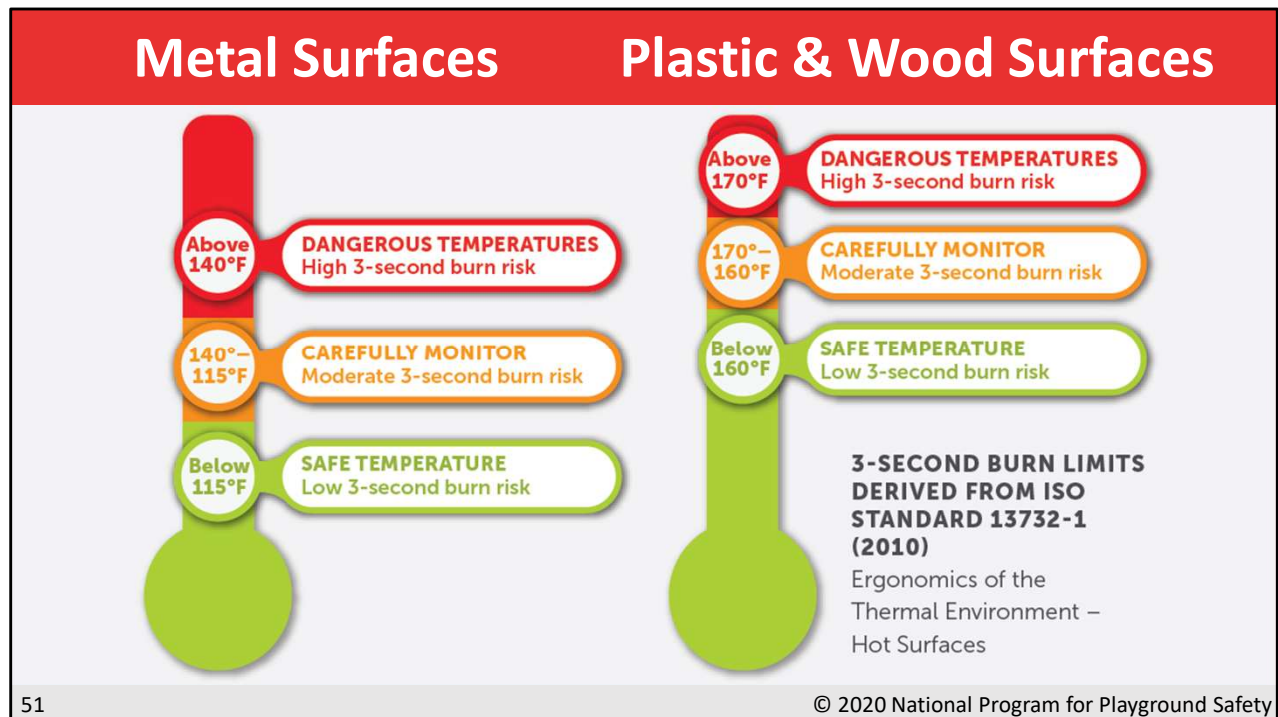 Metal Surfaces
Plastic & Wood Surfaces
Above
140°F
DANGEROUS TEMPERATURES
High 3-second burn risk
140°–
115°F
CAREFULLY MONITOR
Moderate 3-second burn risk
Below
115°F
SAFE TEMPERATURE
Low 3-second burn risk
Above
170°F
DANGEROUS TEMPERATURES
High 3-second burn risk
170°–
160°F
CAREFULLY MONITOR
Moderate 3-second burn risk
Below
160°F
SAFE TEMPERATURE
Low 3-second burn risk
3-SECOND BURN LIMITS
DERIVED FROM ISO
STANDARD 13732-1
(2010)
Ergonomics of the
Thermal Environment –
Hot Surfaces
51
© 2020 National Program for Playground Safety